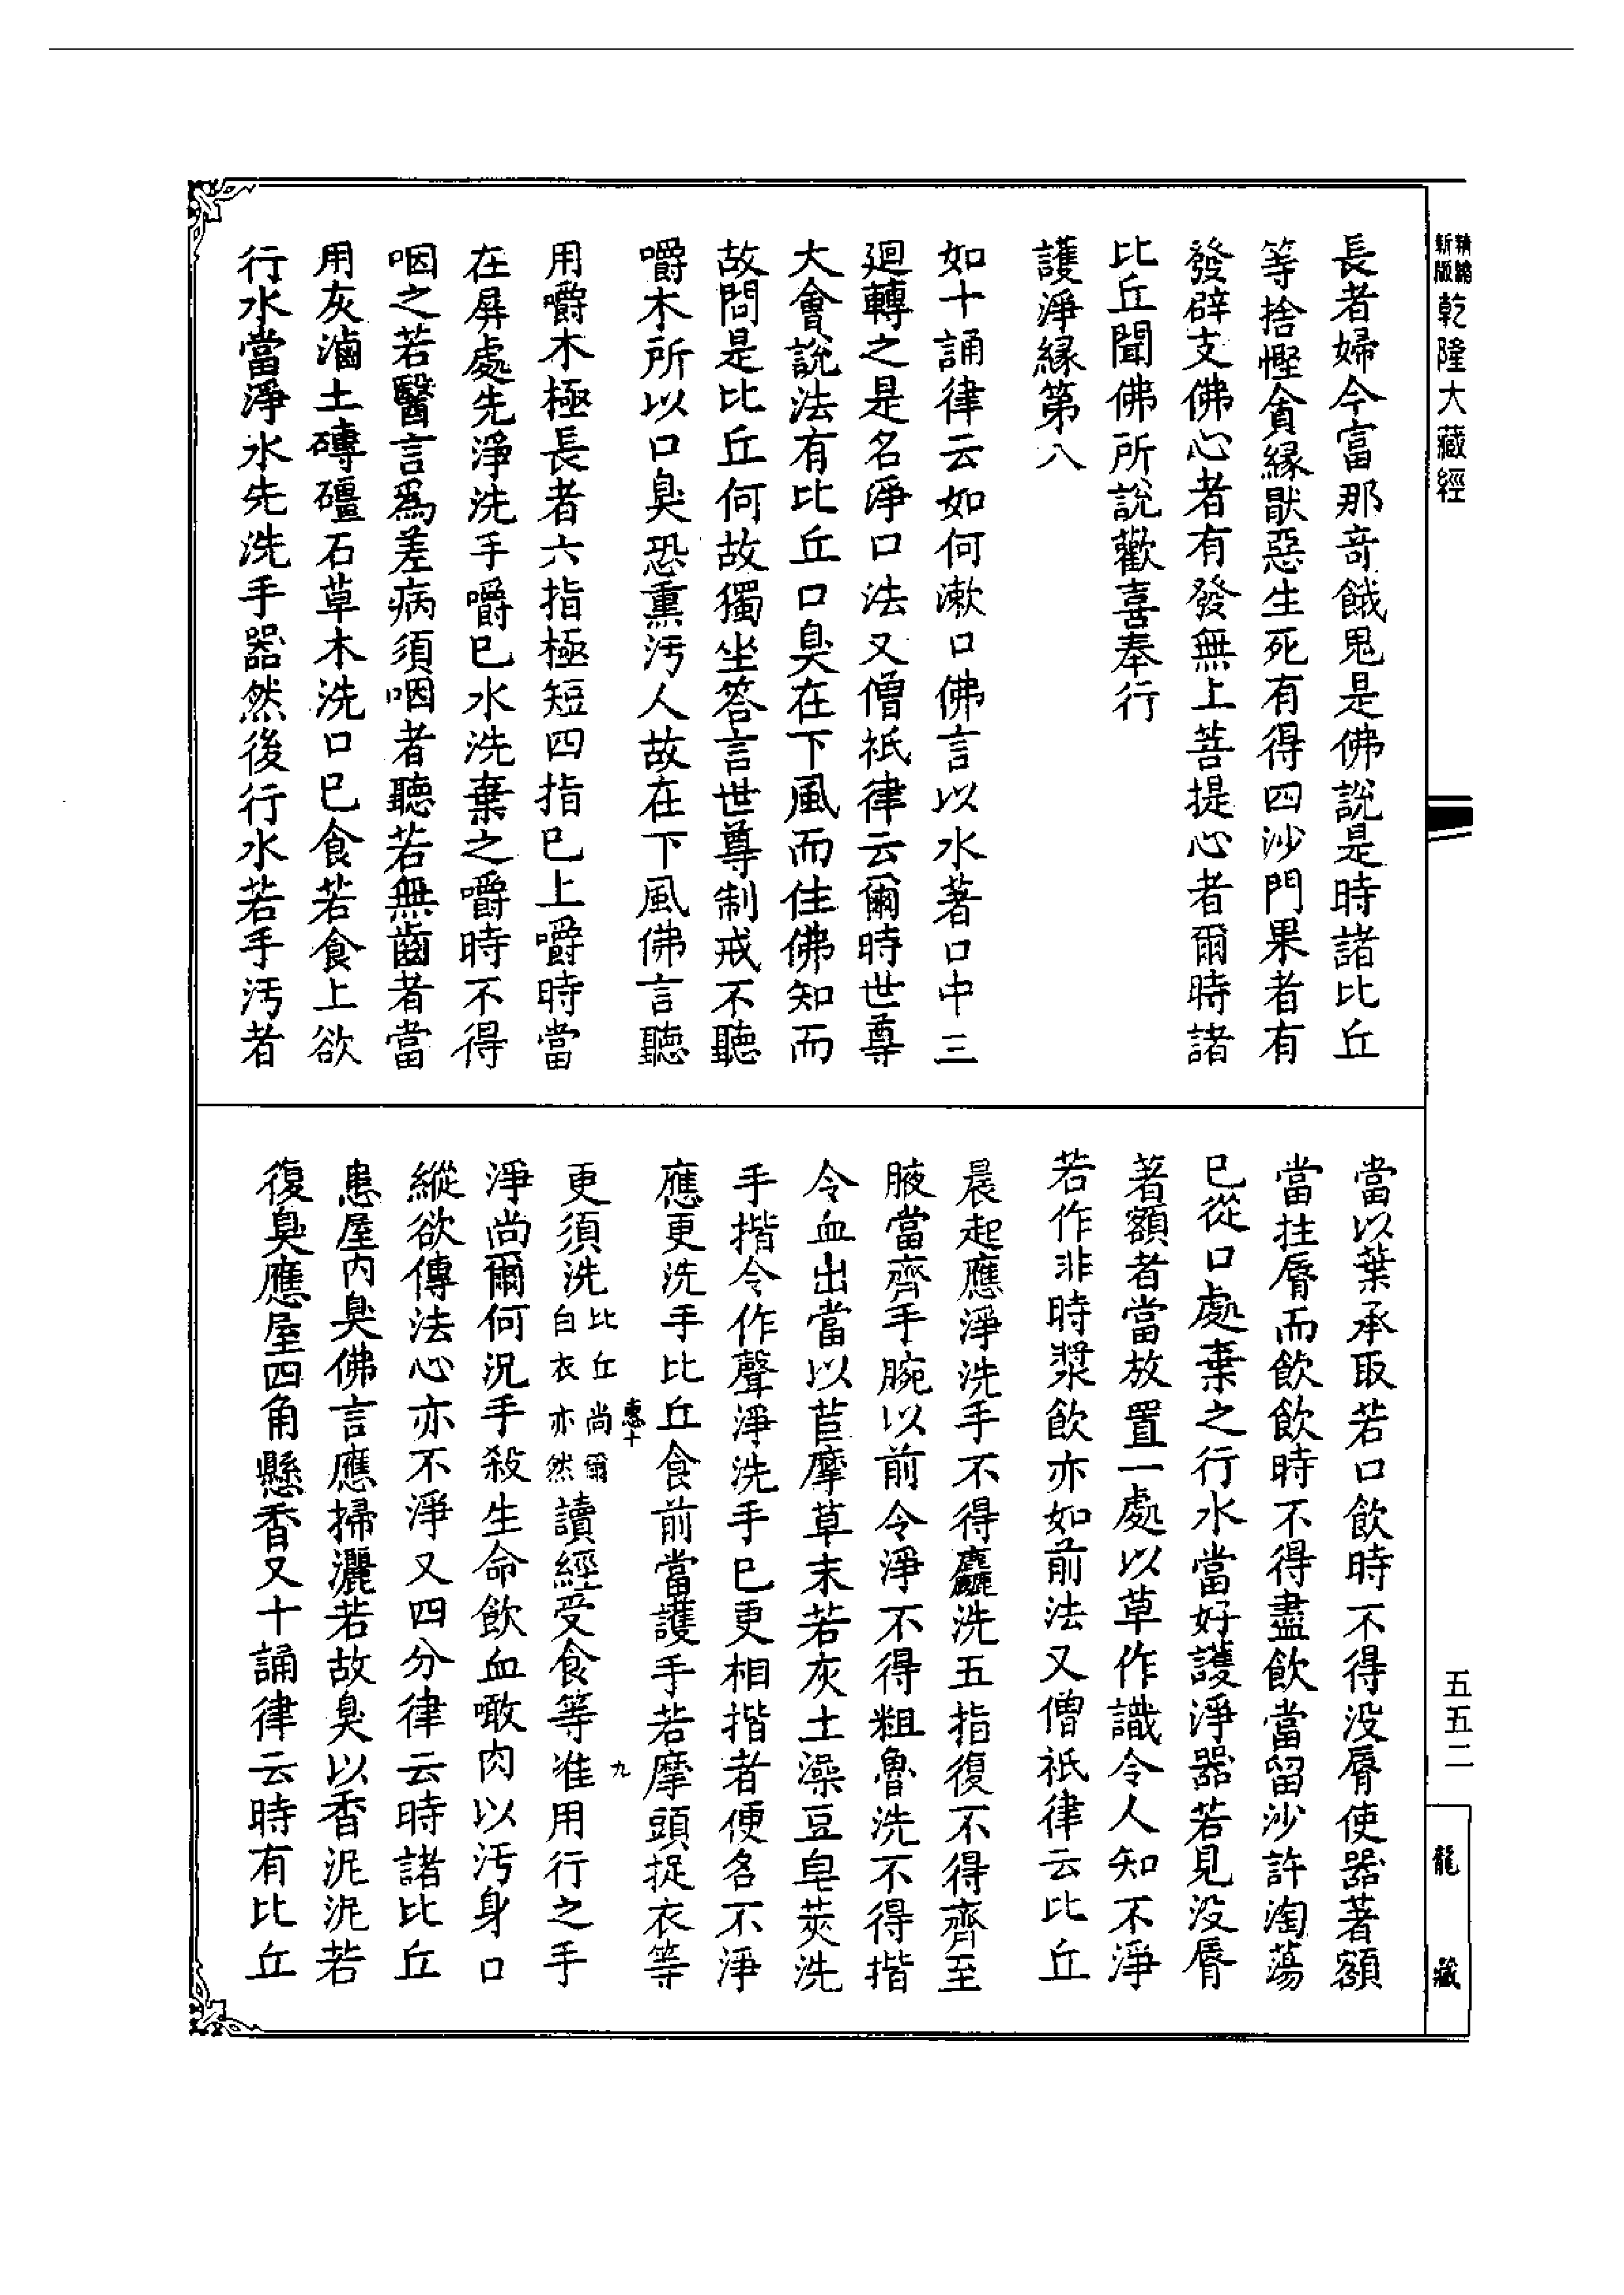 精縮新版乾隆大藏經
長者婦今富那奇餓鬼是佛說是時諸比丘
等捨慳貪緣猒惡生死有得四沙門果者有
發辟支佛心者有發無上菩提心者爾時諸
比丘聞佛所說歡喜奉行
護淨緣第八
如十誦律云如何漱口佛言以水著口中三
迴轉之是名淨口法又僧祇律云爾時世尊
大會說法有比丘口臭在下風而住佛知而
故問是比丘何故獨坐答言世尊制戒不聽
嚼木所以口臭恐熏污人故在下風佛言聽
用嚼木極長者六指極短四指巳上嚼時當
在屏處先淨洗手嚼巳水洗棄之嚼時不得
咽之若醫言爲差病須咽者聽若無齒者當
用灰滷土磚礓石草木洗口巳食若食上欲
行水當淨水先洗手器然後行水若手污者
當以葉承取若口飲時不得没脣使器著額
當拄脣而飲飲時不得盡飲當留沙許淘蕩
巳從口處棄之行水當好護淨器若見没脣
著額者當放置一處以草作識令人知不淨
若作非時漿飲亦如前法又僧祇律云比丘
晨起應淨洗手不得麤洗五指復不得齊至
腋當齊手腕以前令淨不得粗魯洗不得揩
令血出當以苣摩草末若灰土澡豆皂莢洗
手揩令作聲淨洗手巳更相揩者便名不淨
應更洗手比丘食前當護手若摩頭捉衣等
更須洗比丘尚爾白衣亦然讀經受食等准用行之手
惠十
九
淨尚爾何況手殺生命飲血噉肉以污身口
縱欲傳法心亦不淨又四分律云時諸比丘
患屋内臭佛言應掃灑若故臭以香泥泥若
復臭應屋四角懸香又十誦律云時有比丘
五五二
龍藏